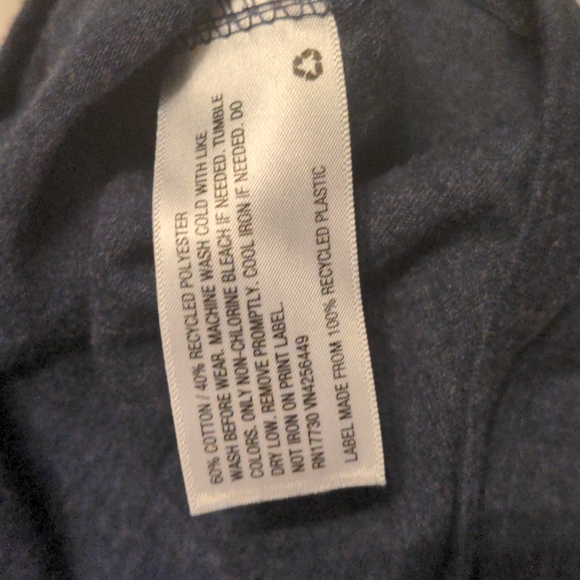 60% COTTON / 40% RECYCLED POLYESTER
WASH BEFORE WEAR. MACHINE WASH COLD WITH LIKE
COLORS. ONLY NON-CHLORINE BLEACH IF NEEDED. TUMBLE
DRY LOW. REMOVE PROMPTLY. COOL IRON IF NEEDED. DO
NOT IRON ON PRINT LABEL.
RN17730 VN4256449
LABEL MADE FROM 100% RECYCLED PLASTIC